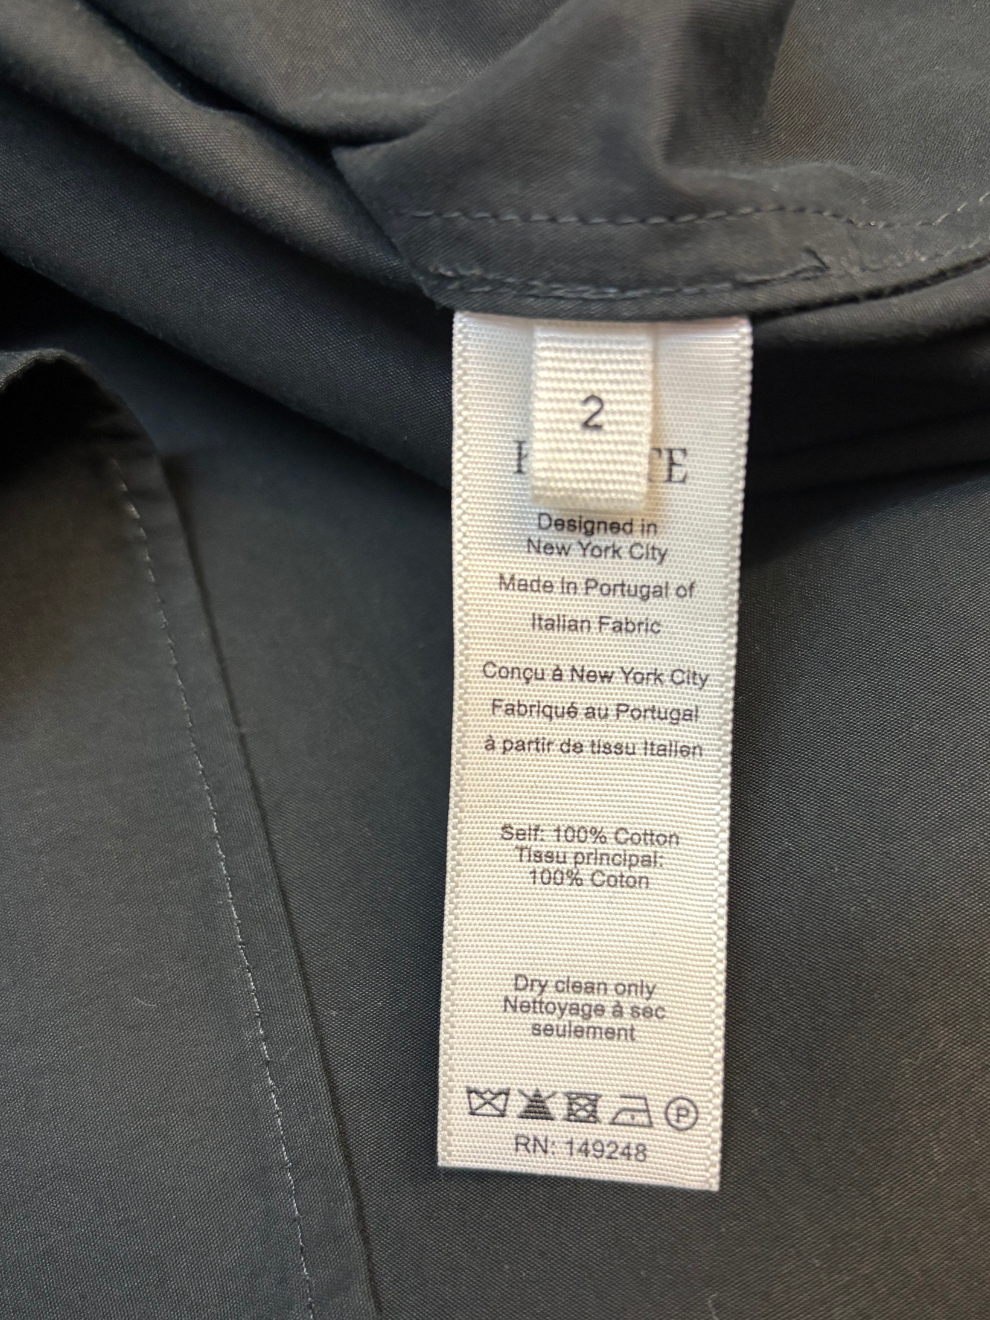 2
Designed in
New York City
Made in Portugal of
Italian Fabric
Conçu à New York City
Fabriqué au Portugal
à partir de tissu Italien
Self: 100% Cotton
Tissu principal:
100% Coton
Dry clean only
Nettoyage à sec
seulement
P
RN: 149248